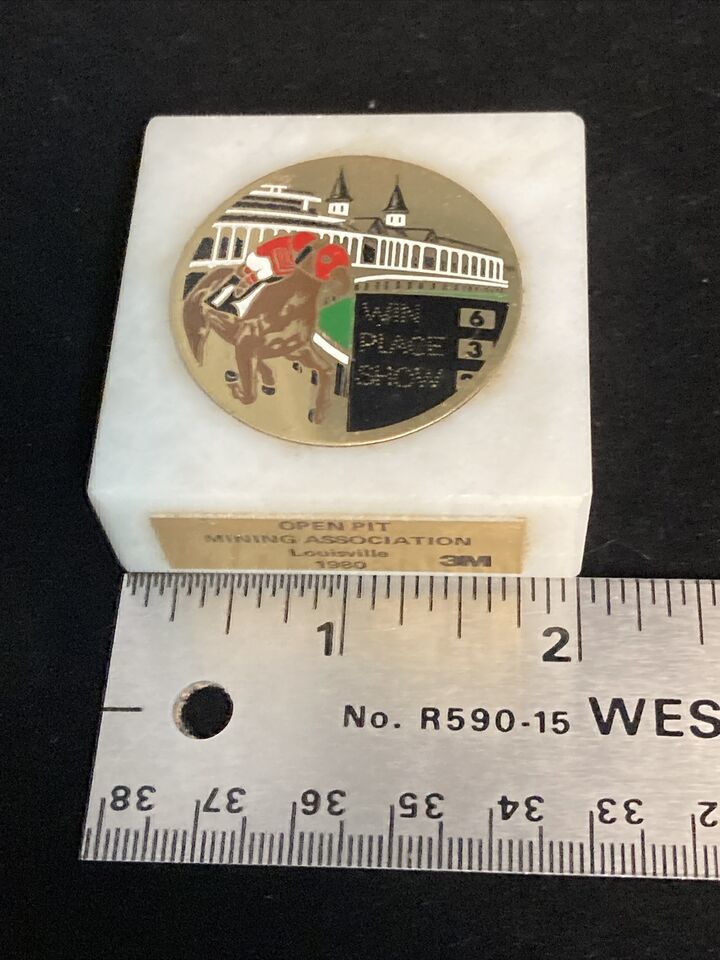 WIN 6
PLACE 3
SHOW
OPEN PIT
MINING ASSOCIATION
Louisville
1980
3M
1 2
No. R590-15 WES
38 37 36 35 34 33